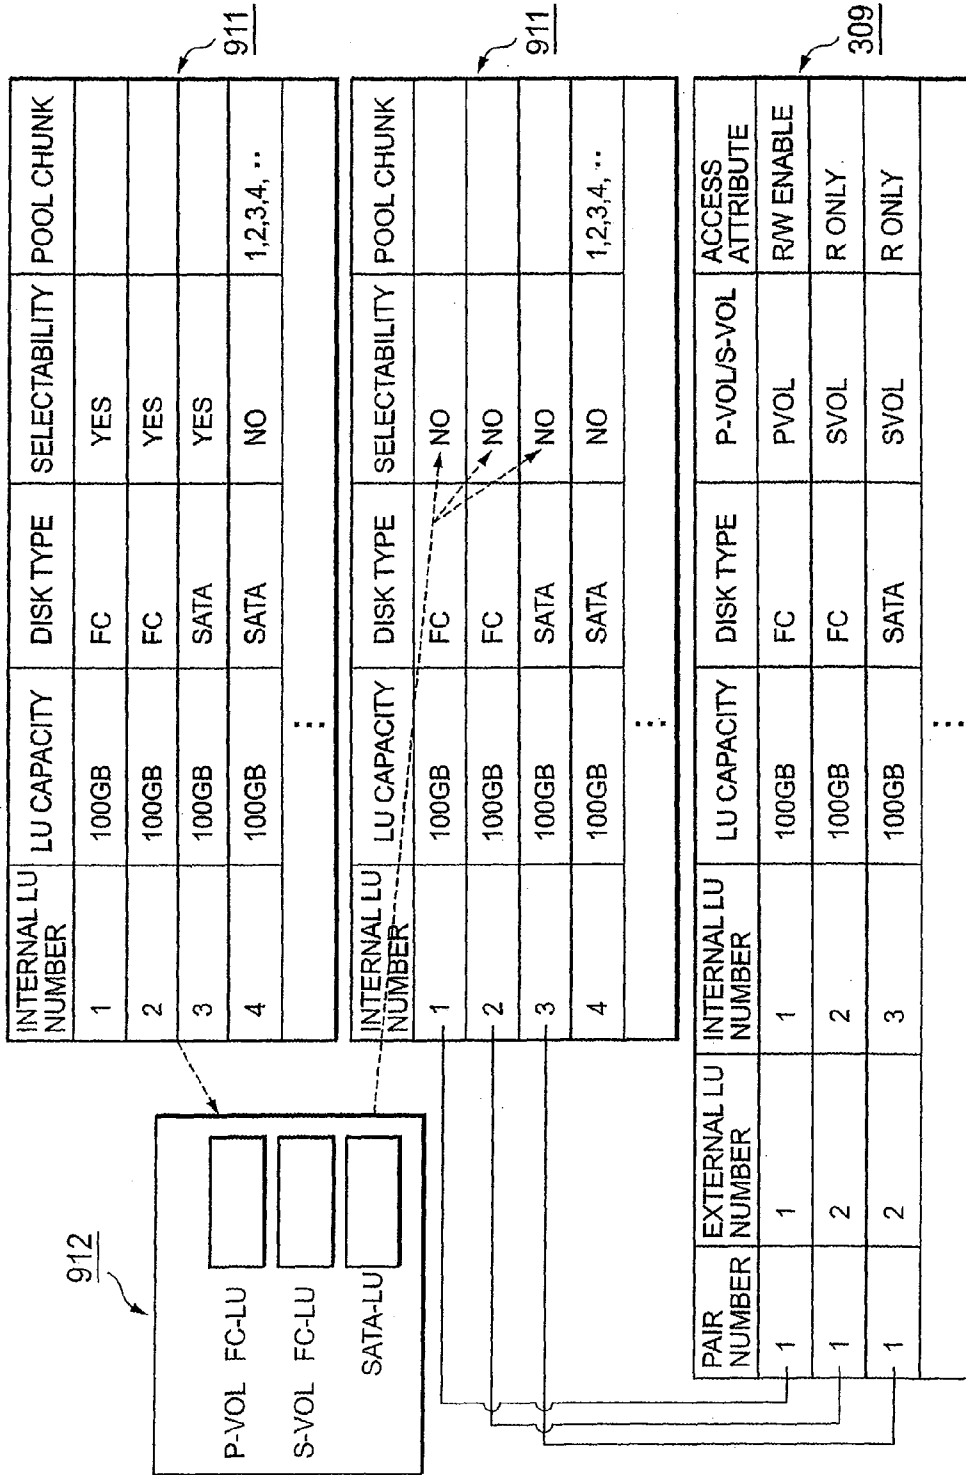 911
INTERNAL LU NUMBER LU CAPACITY DISK TYPE SELECTABILITY POOL CHUNK
1 100GB FC YES
2 100GB FC YES
3 100GB SATA YES
4 100GB SATA NO 1,2,3,4, ··
⋮
912
P-VOL FC-LU
S-VOL FC-LU
SATA-LU
911
INTERNAL LU NUMBER LU CAPACITY DISK TYPE SELECTABILITY POOL CHUNK
1 100GB FC NO
2 100GB FC NO
3 100GB SATA NO
4 100GB SATA NO 1,2,3,4, ··
⋮
309
PAIR NUMBER EXTERNAL LU NUMBER INTERNAL LU NUMBER LU CAPACITY DISK TYPE P-VOL/S-VOL ACCESS ATTRIBUTE
1 1 1 100GB FC PVOL R/W ENABLE
1 2 2 100GB FC SVOL R ONLY
1 2 3 100GB SATA SVOL R ONLY
⋮